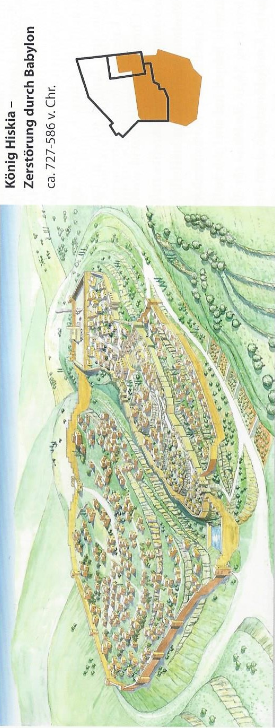 König Hiskia –
Zerstörung durch Babylon
ca. 727-586 v. Chr.